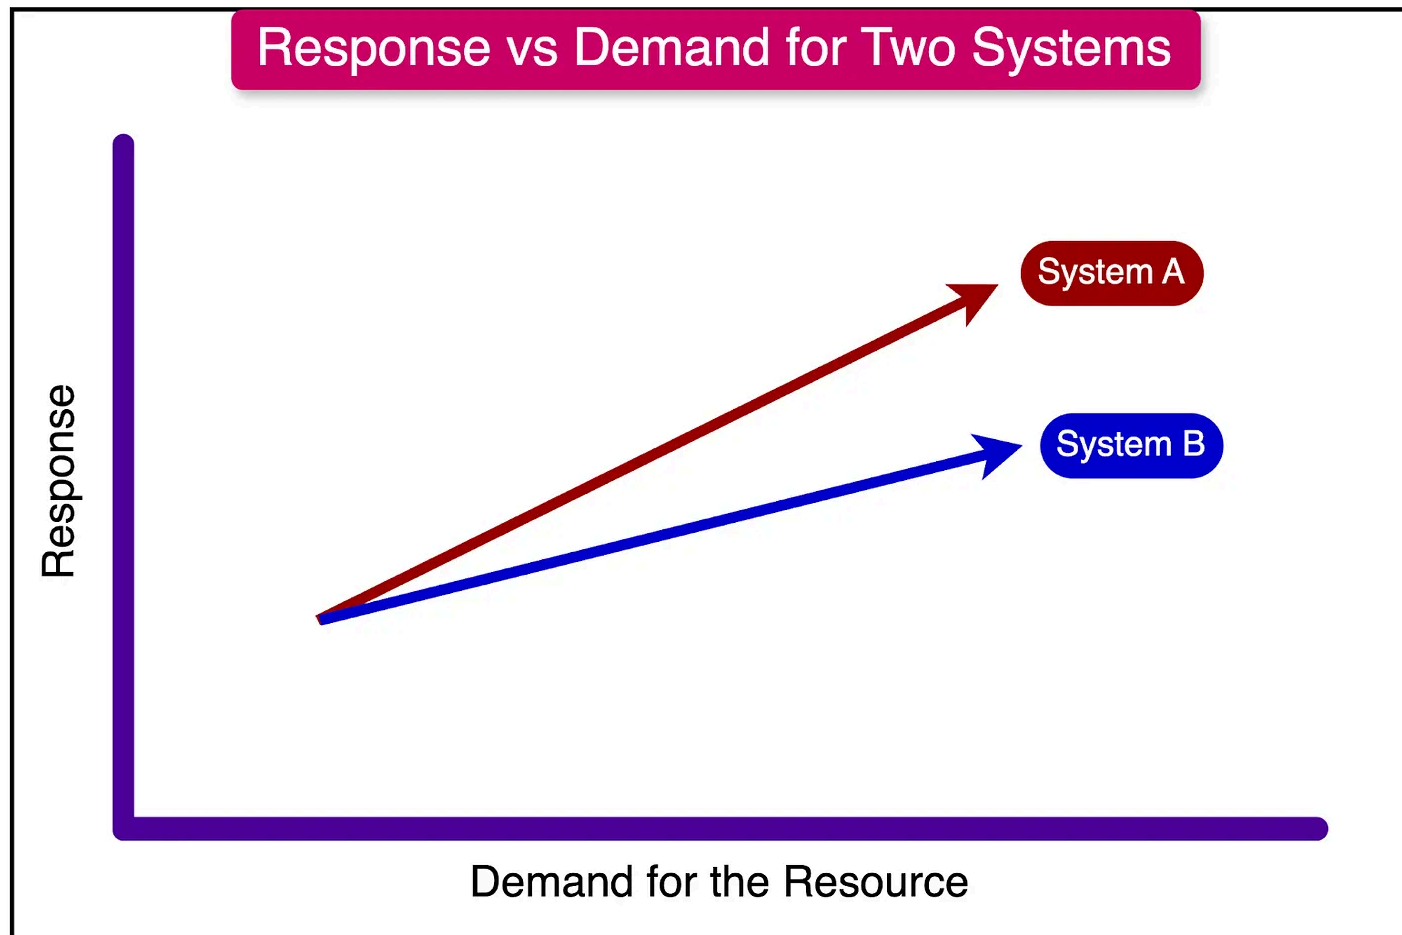 Response vs Demand for Two Systems
System A
System B
Response
Demand for the Resource